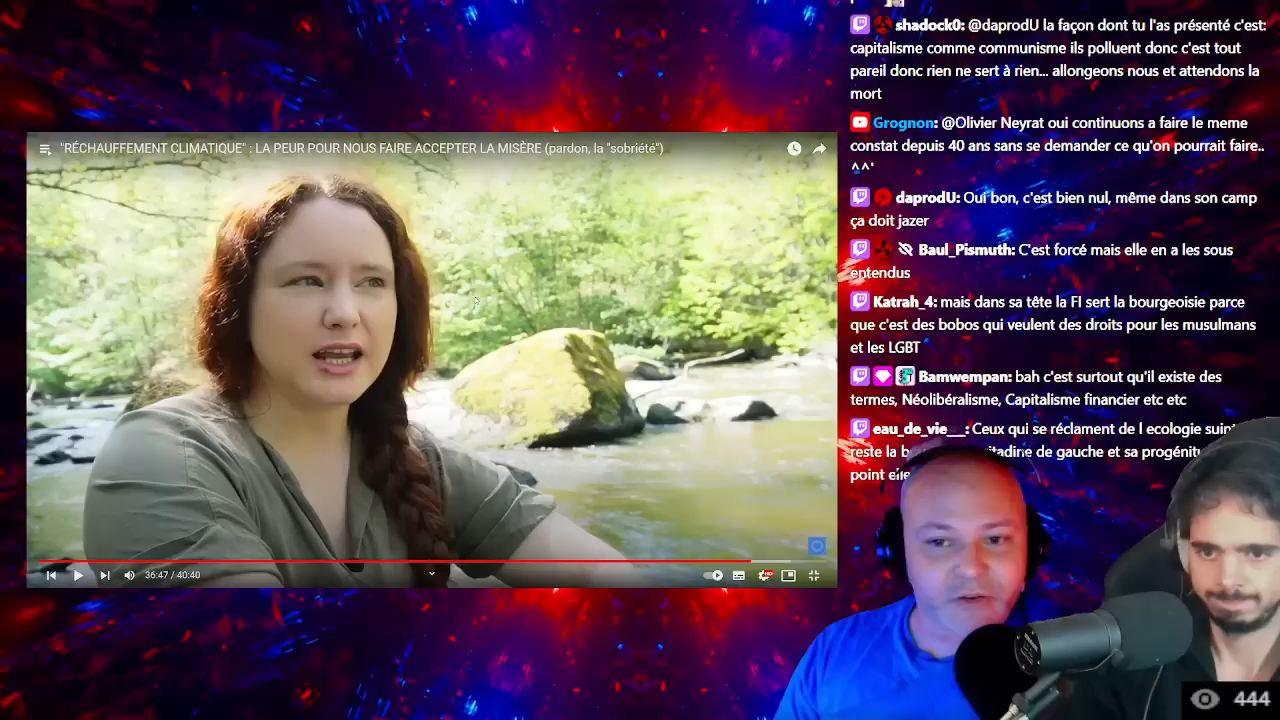 "RÉCHAUFFEMENT CLIMATIQUE" : LA PEUR POUR NOUS FAIRE ACCEPTER LA MISÈRE (pardon, la "sobriété")
36:47 / 40:40
shadock0: @daprodU la façon dont tu l'as présenté c'est:
capitalisme comme communisme ils polluent donc c'est tout
pareil donc rien ne sert à rien... allongeons nous et attendons la
mort
Grognon: @Olivier Neyrat oui continuons a faire le meme
constat depuis 40 ans sans se demander ce qu'on pourrait faire..
^^'
daprodU: Oui bon, c'est bien nul, même dans son camp
ça doit jazer
Baul_Pismuth: C'est forcé mais elle en a les sous
entendus
Katrah_4: mais dans sa tête la FI sert la bourgeoisie parce
que c'est des bobos qui veulent des droits pour les musulmans
et les LGBT
Bamwempan: bah c'est surtout qu'il existe des
termes, Néolibéralisme, Capitalisme financier etc etc
eau_de_vie__: Ceux qui se réclament de l ecologie
reste la
de gauche et sa
point
444